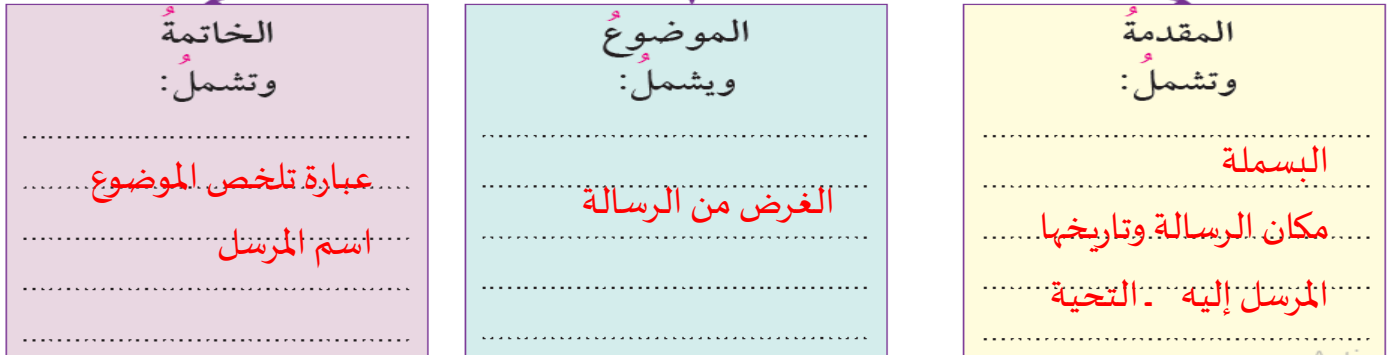 المقدمةُ
وتشملُ:
البسملة
مكان الرسالة وتاريخها
المرسل إليه - التحية
الموضوعُ
ويشملُ:
الغرض من الرسالة
الخاتمةُ
وتشملُ:
عبارة تلخص الموضوع
اسم المرسل